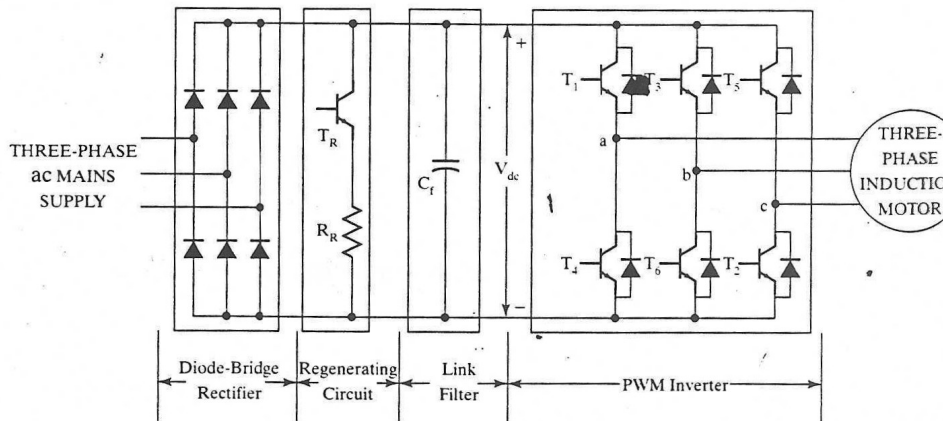 THREE-PHASE
ac MAINS
SUPPLY
T_R
R_R
C_f
+
V_dc
−
T_1
T_3
T_5
a
b
c
T_4
T_6
T_2
THREE-
PHASE
INDUCTIO
MOTOR
Diode-Bridge
Rectifier
Regenerating
Circuit
Link
Filter
PWM Inverter